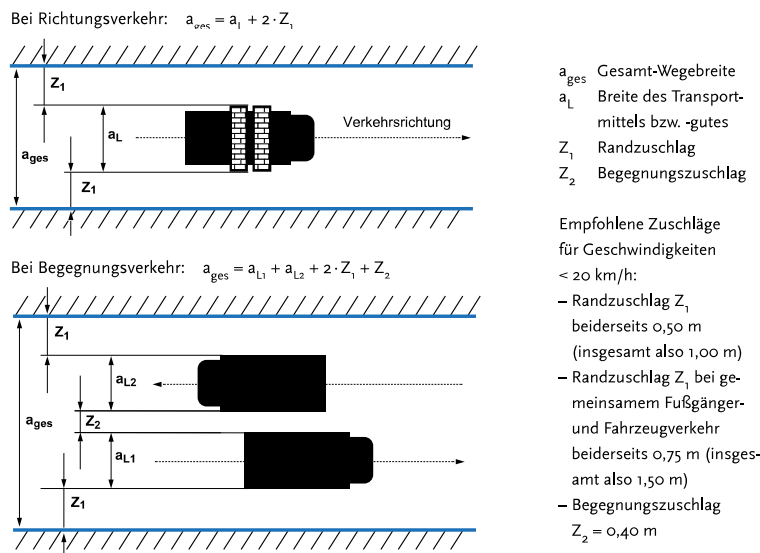 Bei Richtungsverkehr: a_ges = a_L + 2 · Z_1
Z1
aL
ages
Z1
Verkehrsrichtung
Bei Begegnungsverkehr: a_ges = a_L1 + a_L2 + 2 · Z_1 + Z_2
Z1
aL2
Z2
ages
aL1
Z1
a_ges Gesamt-Wegebreite
a_L Breite des Transport-
mittels bzw. -gutes
Z_1 Randzuschlag
Z_2 Begegnungszuschlag
Empfohlene Zuschläge
für Geschwindigkeiten
< 20 km/h:
– Randzuschlag Z_1
beiderseits 0,50 m
(insgesamt also 1,00 m)
– Randzuschlag Z_1 bei ge-
meinsamem Fußgänger-
und Fahrzeugverkehr
beiderseits 0,75 m (insges-
amt also 1,50 m)
– Begegnungszuschlag
Z_2 = 0,40 m